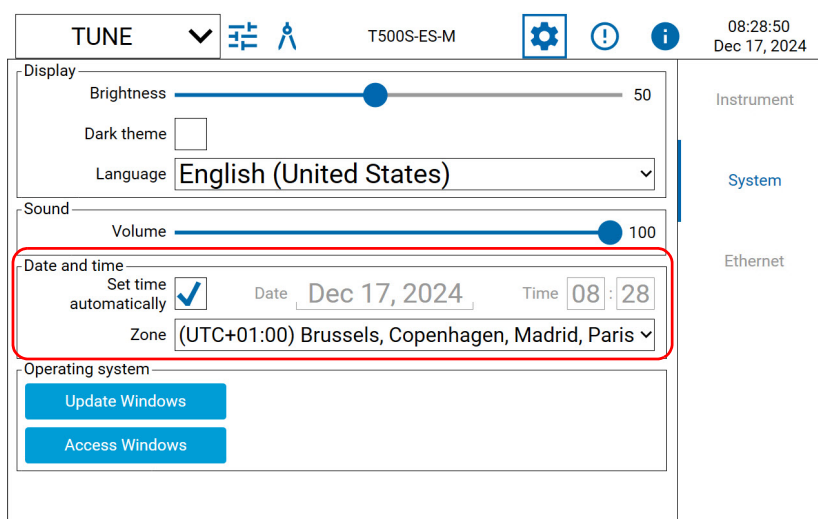 TUNE
T500S-ES-M
08:28:50
Dec 17, 2024
Display
Brightness
50
Dark theme
Language
English (United States)
Sound
Volume
100
Date and time
Set time
automatically
Date
Dec 17, 2024
Time
08 : 28
Zone
(UTC+01:00) Brussels, Copenhagen, Madrid, Paris
Operating system
Update Windows
Access Windows
Instrument
System
Ethernet